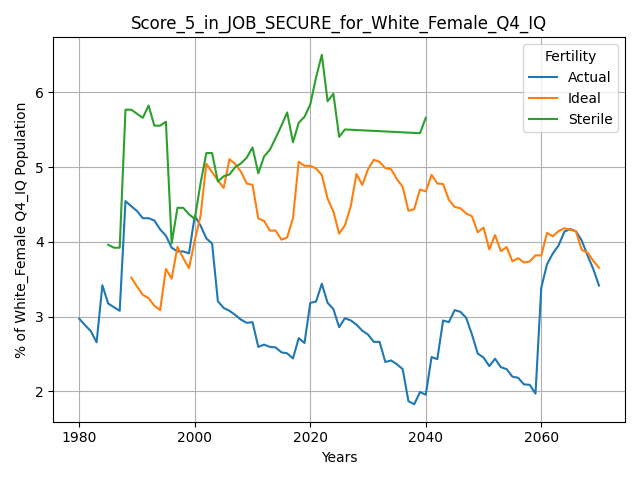 Score_5_in_JOB_SECURE_for_White_Female_Q4_IQ
Fertility
Actual
Ideal
Sterile
% of White_Female Q4_IQ Population
6
5
4
3
2
1980 2000 2020 2040 2060
Years